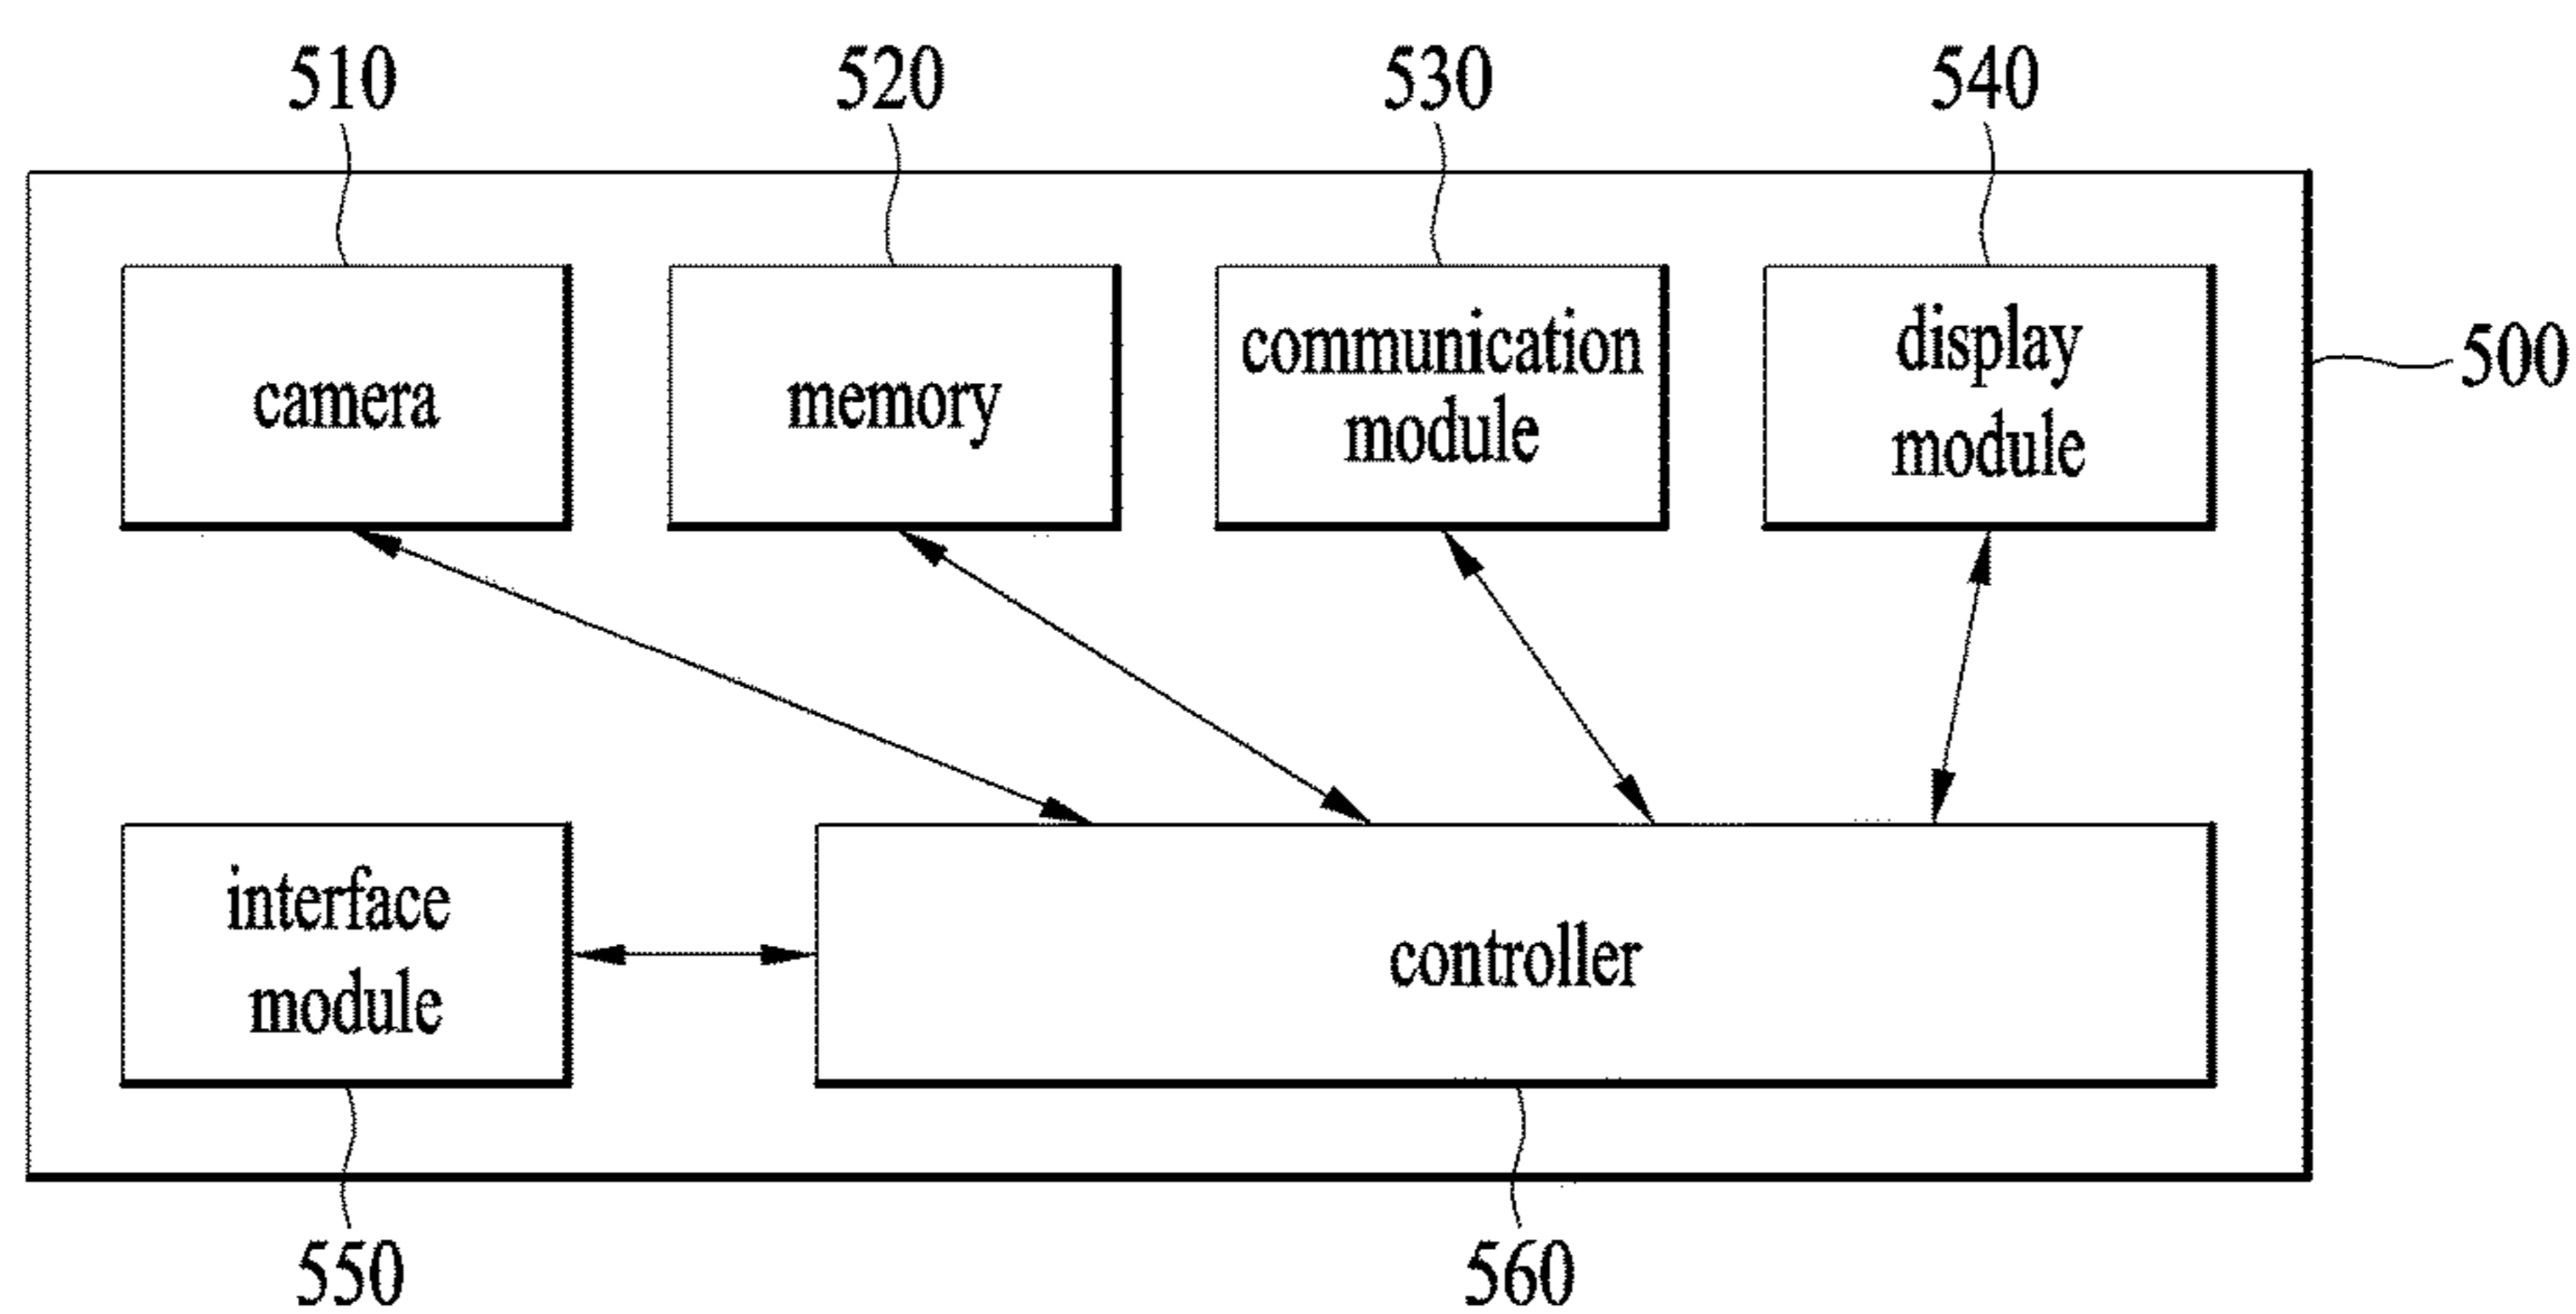 510
520
530
540
500
camera
memory
communication
module
display
module
interface
module
controller
550
560